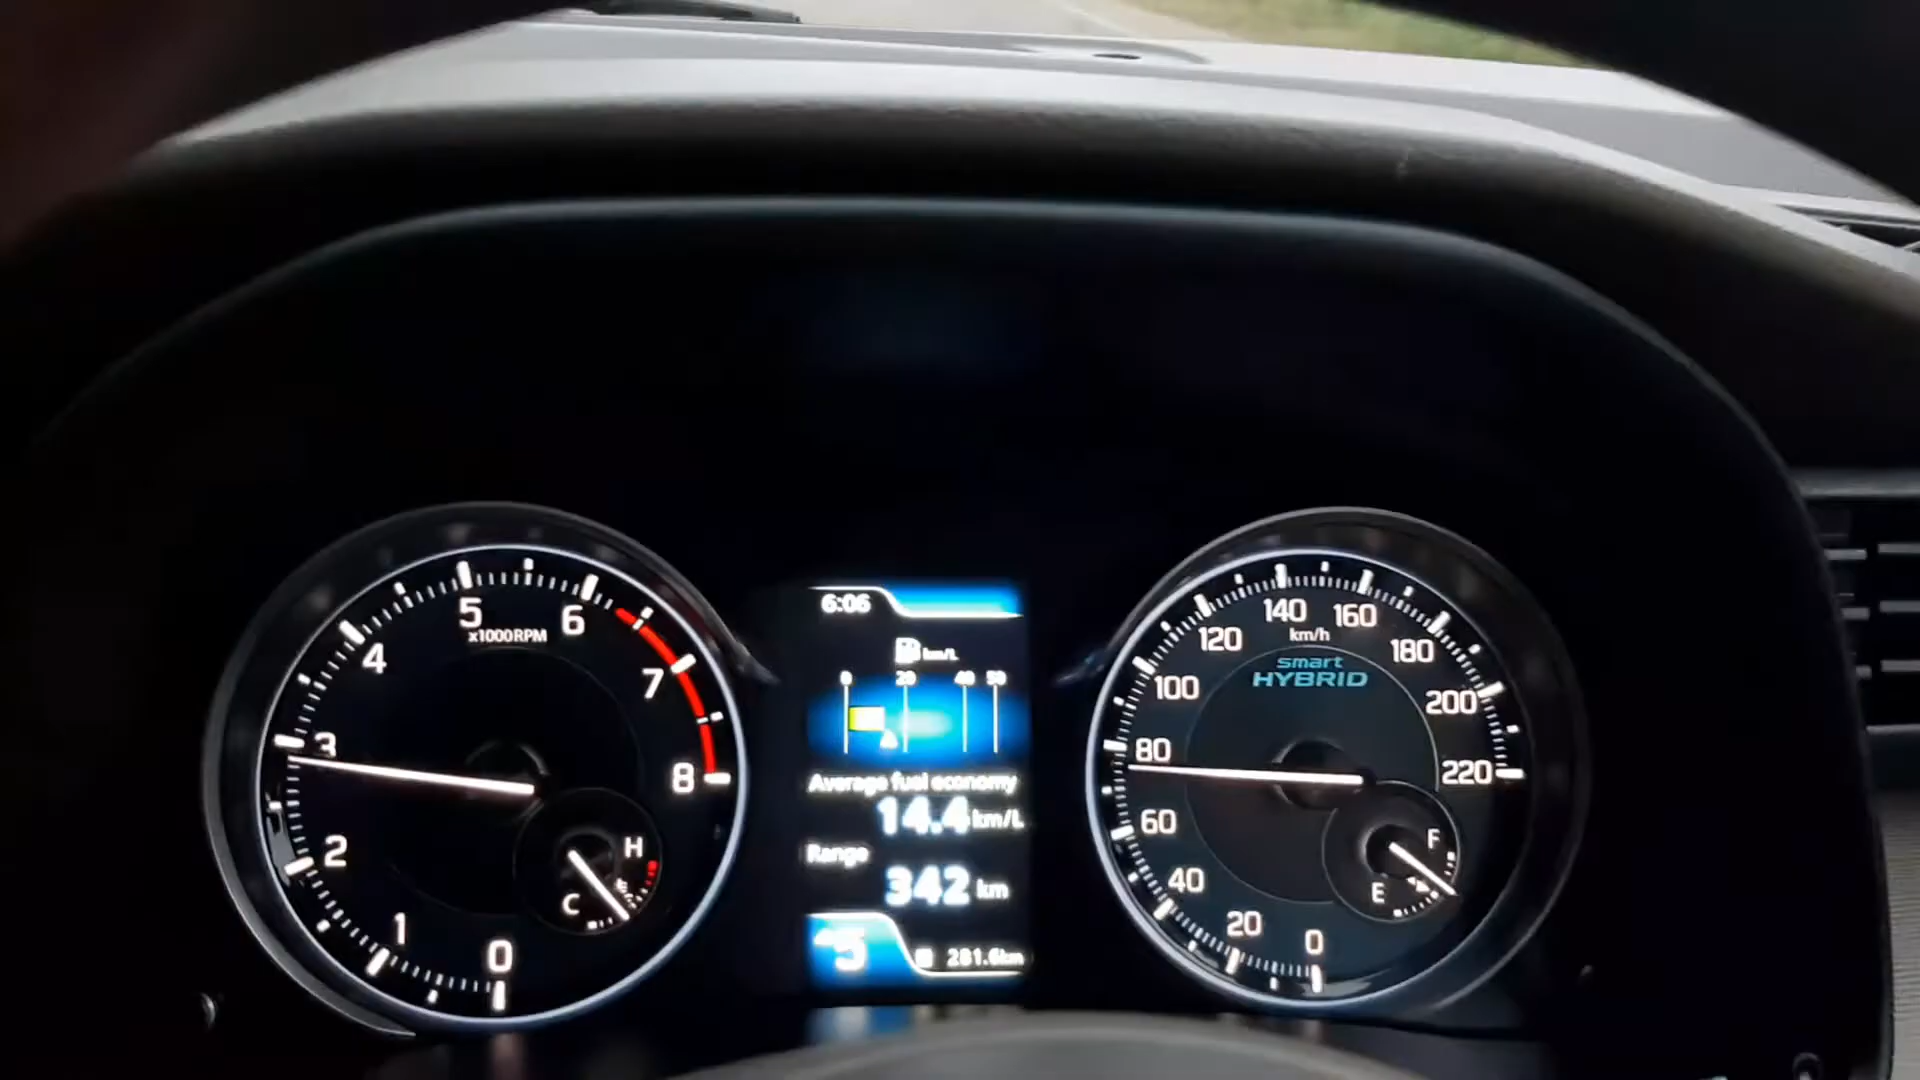 6:06
km/L
0 20 40 50
Average fuel economy
14.4 km/L
Range
342 km
5
281.6km
0
1
2
3
4
5
6
7
8
x1000RPM
H
C
0
20
40
60
80
100
120
140
160
180
200
220
km/h
smart
HYBRID
F
E